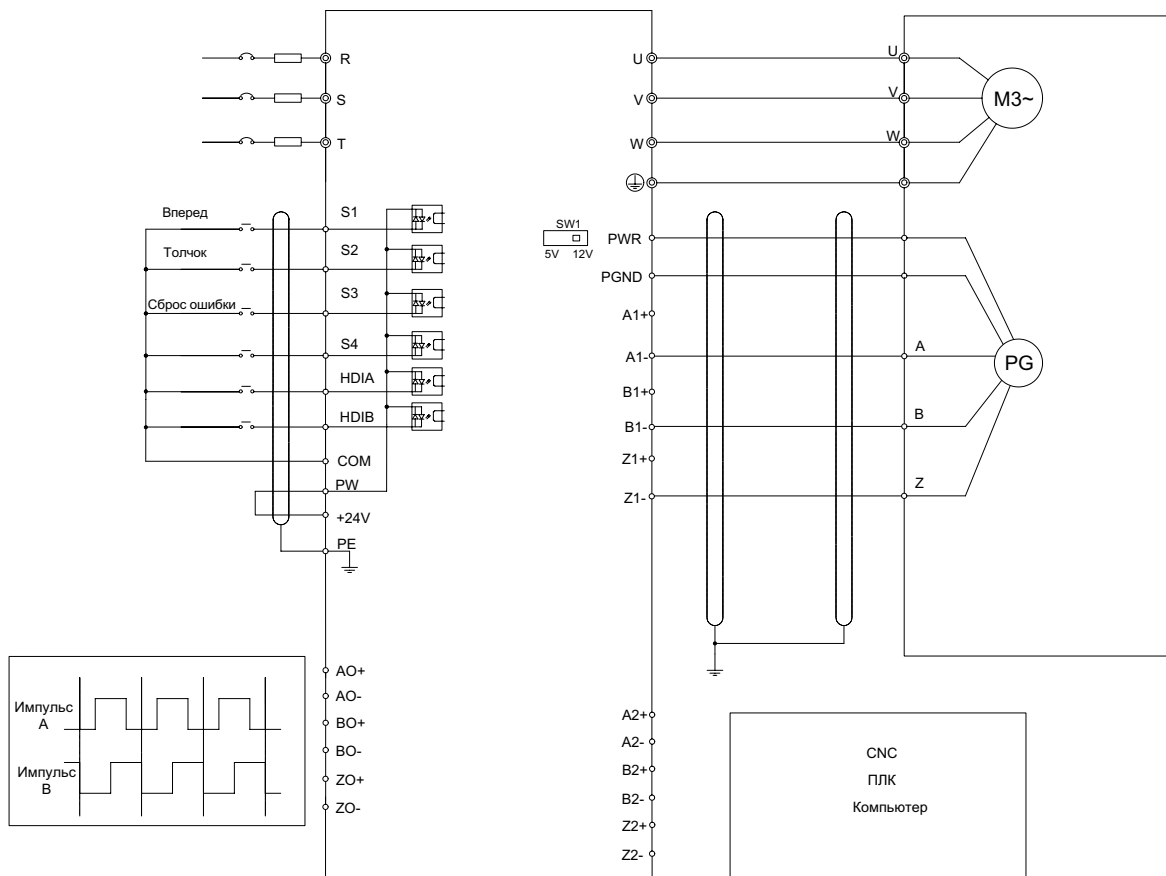 R
S
T
U
V
W
U
V
W
M3~
Вперед
Толчок
Сброс ошибки
S1
S2
S3
S4
HDIA
HDIB
COM
PW
+24V
PE
SW1
5V 12V
PWR
PGND
A1+
A1-
B1+
B1-
Z1+
Z1-
A
B
Z
PG
Импульс
A
Импульс
B
AO+
AO-
BO+
BO-
ZO+
ZO-
A2+
A2-
B2+
B2-
Z2+
Z2-
CNC
ПЛК
Компьютер